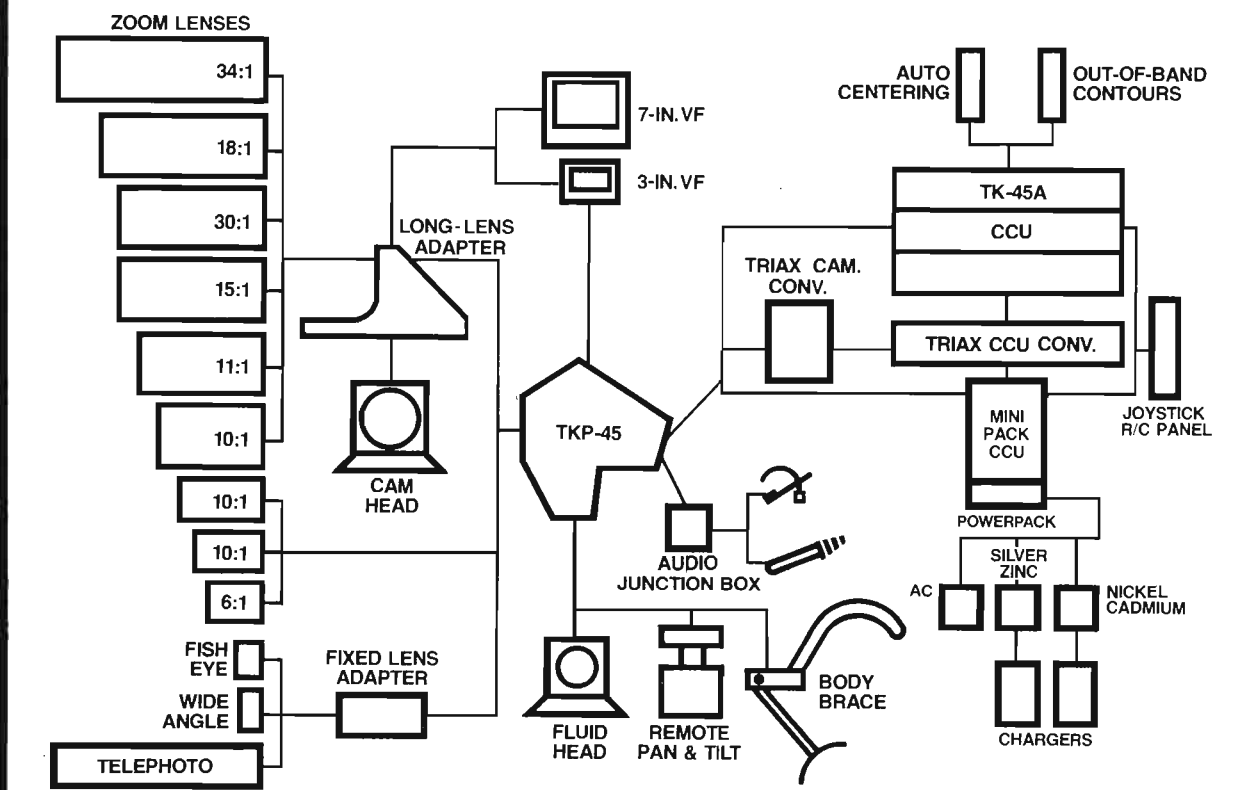 ZOOM LENSES
34:1
18:1
30:1
15:1
11:1
10:1
10:1
10:1
6:1
FISH
EYE
WIDE
ANGLE
TELEPHOTO
FIXED LENS
ADAPTER
LONG-LENS
ADAPTER
CAM
HEAD
7-IN. VF
3-IN. VF
TKP-45
FLUID
HEAD
REMOTE
PAN & TILT
BODY
BRACE
AUDIO
JUNCTION BOX
TRIAX CAM.
CONV.
AUTO
CENTERING
OUT-OF-BAND
CONTOURS
TK-45A
CCU
TRIAX CCU CONV.
MINI
PACK
CCU
JOYSTICK
R/C PANEL
POWERPACK
AC
SILVER
ZINC
NICKEL
CADMIUM
CHARGERS